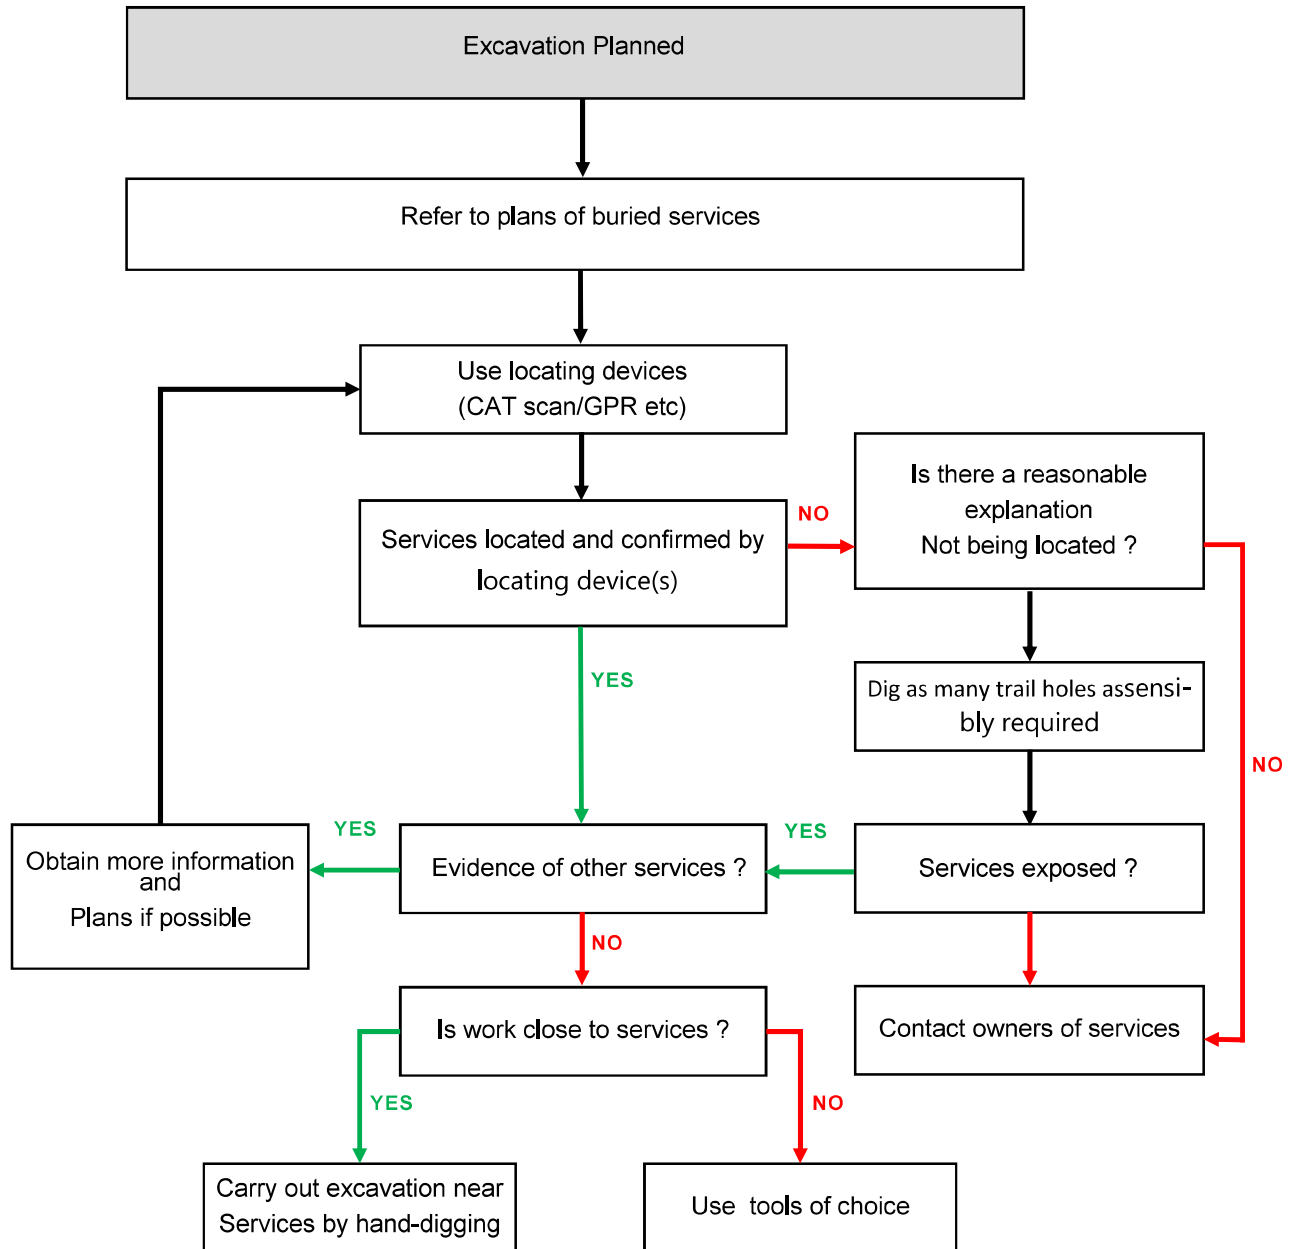 Excavation Planned
Refer to plans of buried services
Use locating devices
(CAT scan/GPR etc)
Services located and confirmed by
locating device(s)
NO
Is there a reasonable
explanation
Not being located ?
YES
Dig as many trail holes assensi-
bly required
NO
Obtain more information
and
Plans if possible
YES
Evidence of other services ?
YES
Services exposed ?
NO
Is work close to services ?
Contact owners of services
YES
NO
Carry out excavation near
Services by hand-digging
Use tools of choice